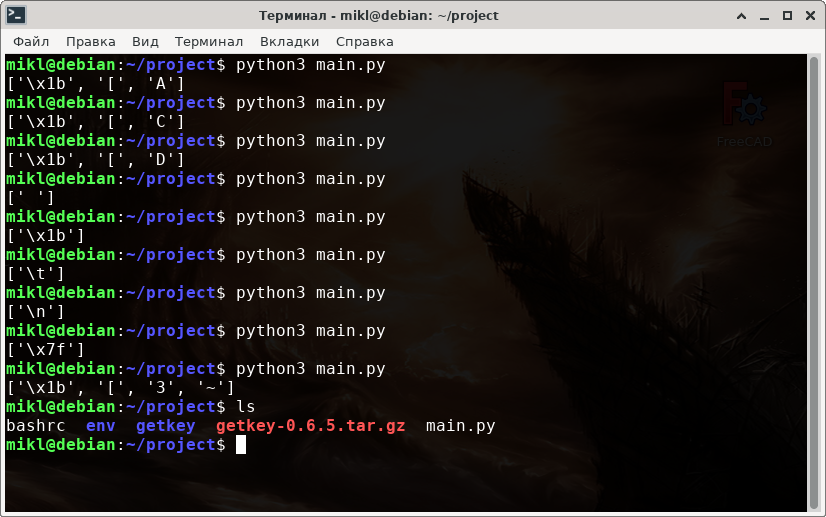 Терминал - mikl@debian: ~/project
Файл Правка Вид Терминал Вкладки Справка
mikl@debian:~/project$ python3 main.py
['\x1b', '[', 'A']
mikl@debian:~/project$ python3 main.py
['\x1b', '[', 'C']
mikl@debian:~/project$ python3 main.py
['\x1b', '[', 'D']
mikl@debian:~/project$ python3 main.py
[' ']
mikl@debian:~/project$ python3 main.py
['\x1b']
mikl@debian:~/project$ python3 main.py
['\t']
mikl@debian:~/project$ python3 main.py
['\n']
mikl@debian:~/project$ python3 main.py
['\x7f']
mikl@debian:~/project$ python3 main.py
['\x1b', '[', '3', '~']
mikl@debian:~/project$ ls
bashrc env getkey getkey-0.6.5.tar.gz main.py
mikl@debian:~/project$
FreeCAD